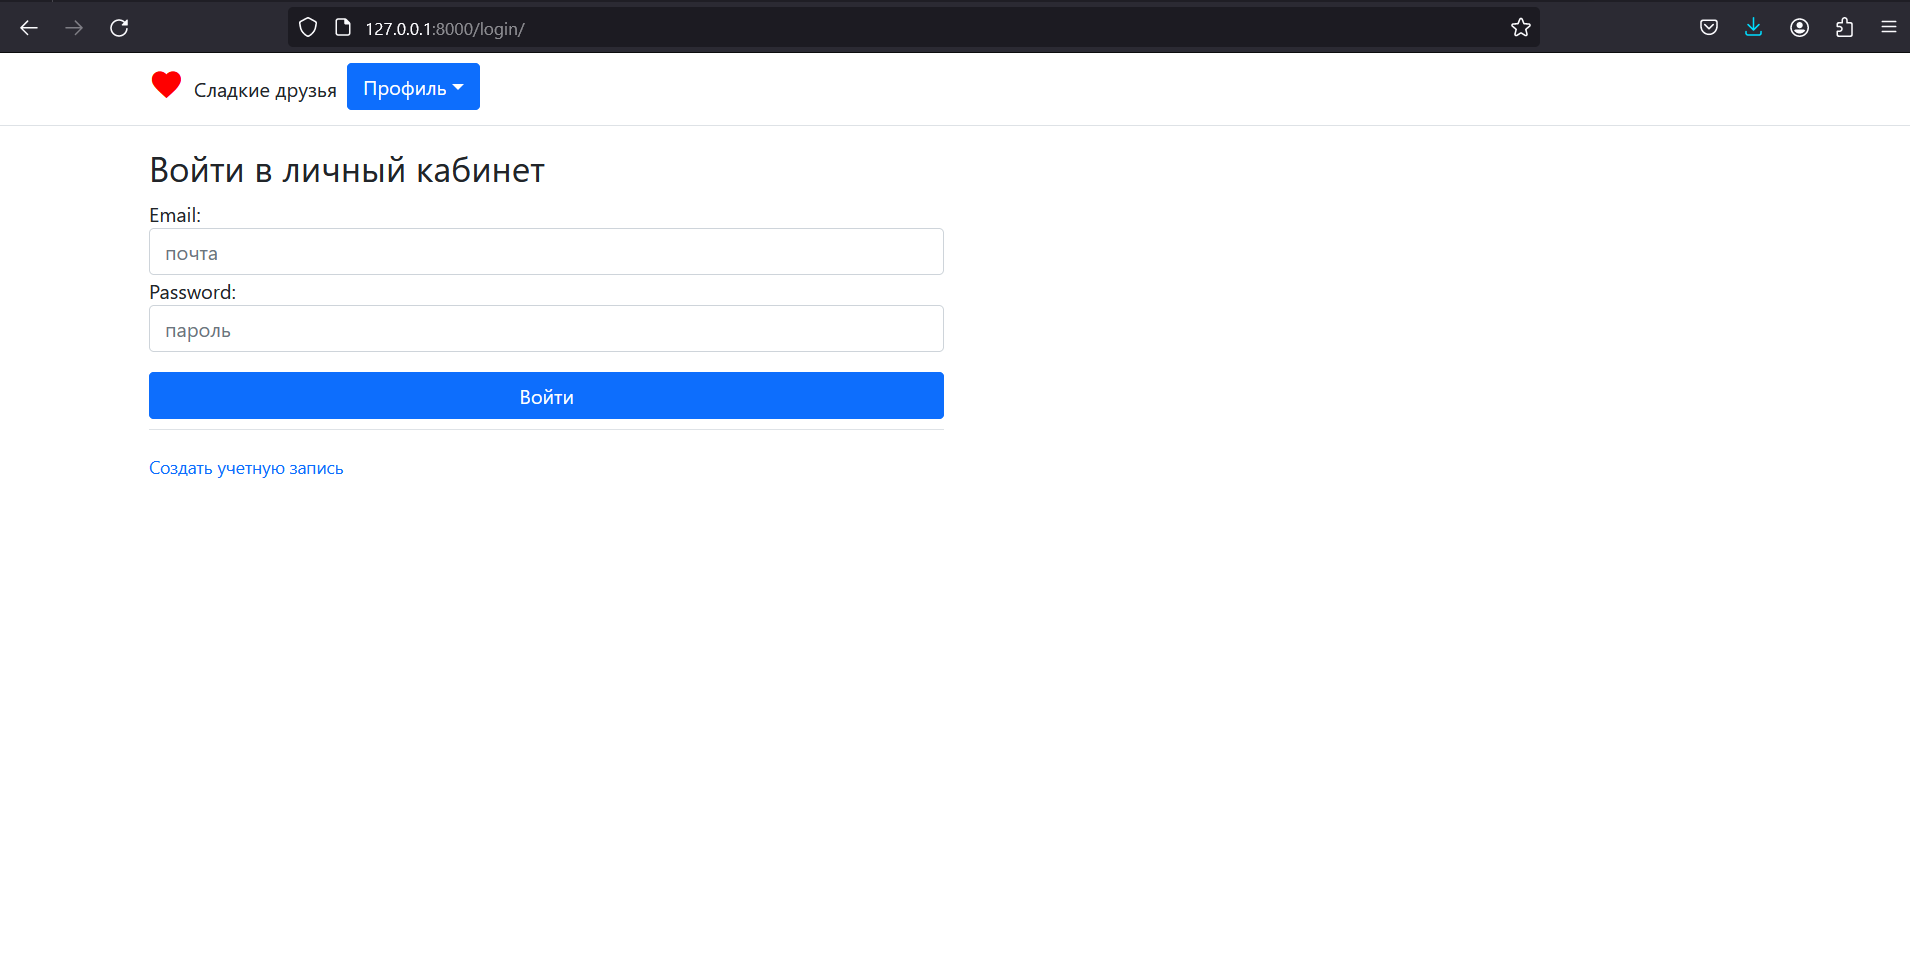 127.0.0.1:8000/login/
Сладкие друзья Профиль
Войти в личный кабинет
Email:
почта
Password:
пароль
Войти
Создать учетную запись